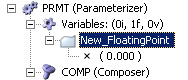 PRMT (Parameterizer)
Variables: (0i, 1f, 0v)
New_FloatingPoint
( 0.000 )
COMP (Composer)